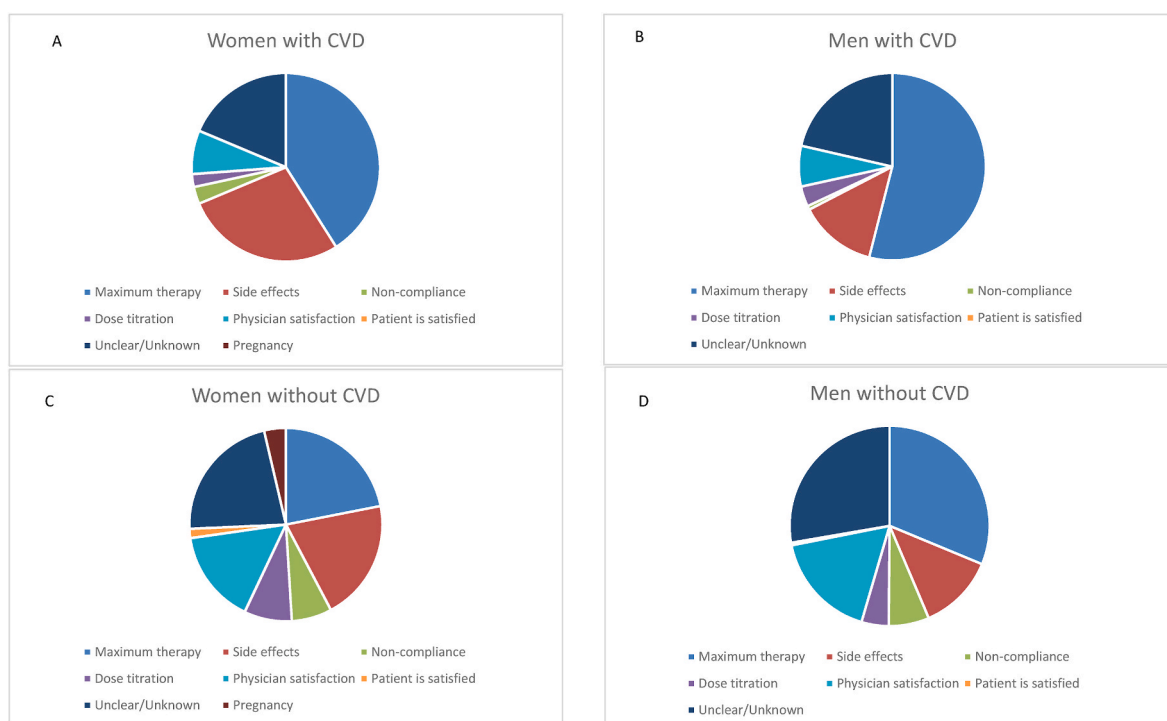 A
Women with CVD
Maximum therapy Side effects Non-compliance
Dose titration Physician satisfaction Patient is satisfied
Unclear/Unknown Pregnancy
B
Men with CVD
Maximum therapy Side effects Non-compliance
Dose titration Physician satisfaction Patient is satisfied
Unclear/Unknown
C
Women without CVD
Maximum therapy Side effects Non-compliance
Dose titration Physician satisfaction Patient is satisfied
Unclear/Unknown Pregnancy
D
Men without CVD
Maximum therapy Side effects Non-compliance
Dose titration Physician satisfaction Patient is satisfied
Unclear/Unknown